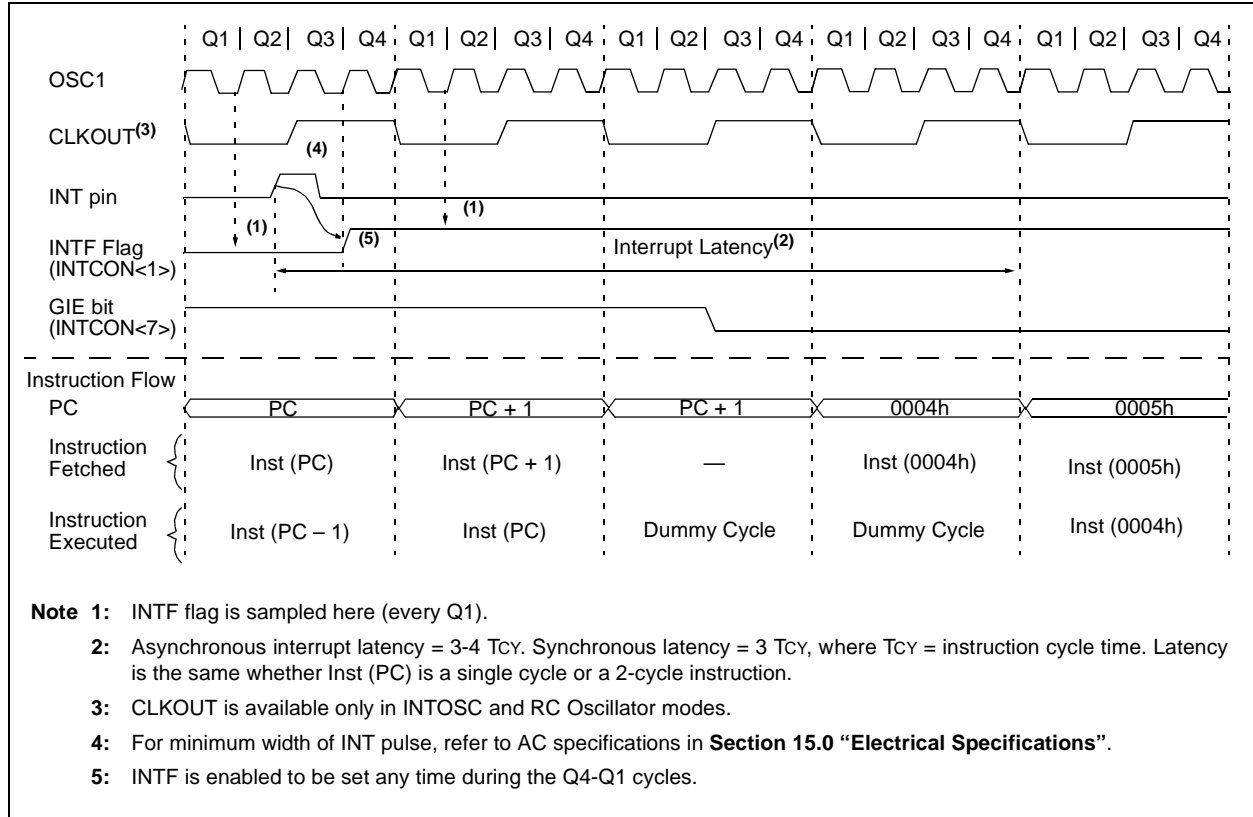 Q1 Q2 Q3 Q4 Q1 Q2 Q3 Q4 Q1 Q2 Q3 Q4 Q1 Q2 Q3 Q4 Q1 Q2 Q3 Q4
OSC1
CLKOUT(3)
(4)
INT pin
(1) (1)
(5)
INTF Flag
(INTCON<1>)
Interrupt Latency(2)
GIE bit
(INTCON<7>)
Instruction Flow
PC PC PC + 1 PC + 1 0004h 0005h
Instruction
Fetched
Inst (PC) Inst (PC + 1) — Inst (0004h) Inst (0005h)
Instruction
Executed
Inst (PC – 1) Inst (PC) Dummy Cycle Dummy Cycle Inst (0004h)
Note 1: INTF flag is sampled here (every Q1).
2: Asynchronous interrupt latency = 3-4 TCY. Synchronous latency = 3 TCY, where TCY = instruction cycle time. Latency
is the same whether Inst (PC) is a single cycle or a 2-cycle instruction.
3: CLKOUT is available only in INTOSC and RC Oscillator modes.
4: For minimum width of INT pulse, refer to AC specifications in Section 15.0 “Electrical Specifications”.
5: INTF is enabled to be set any time during the Q4-Q1 cycles.